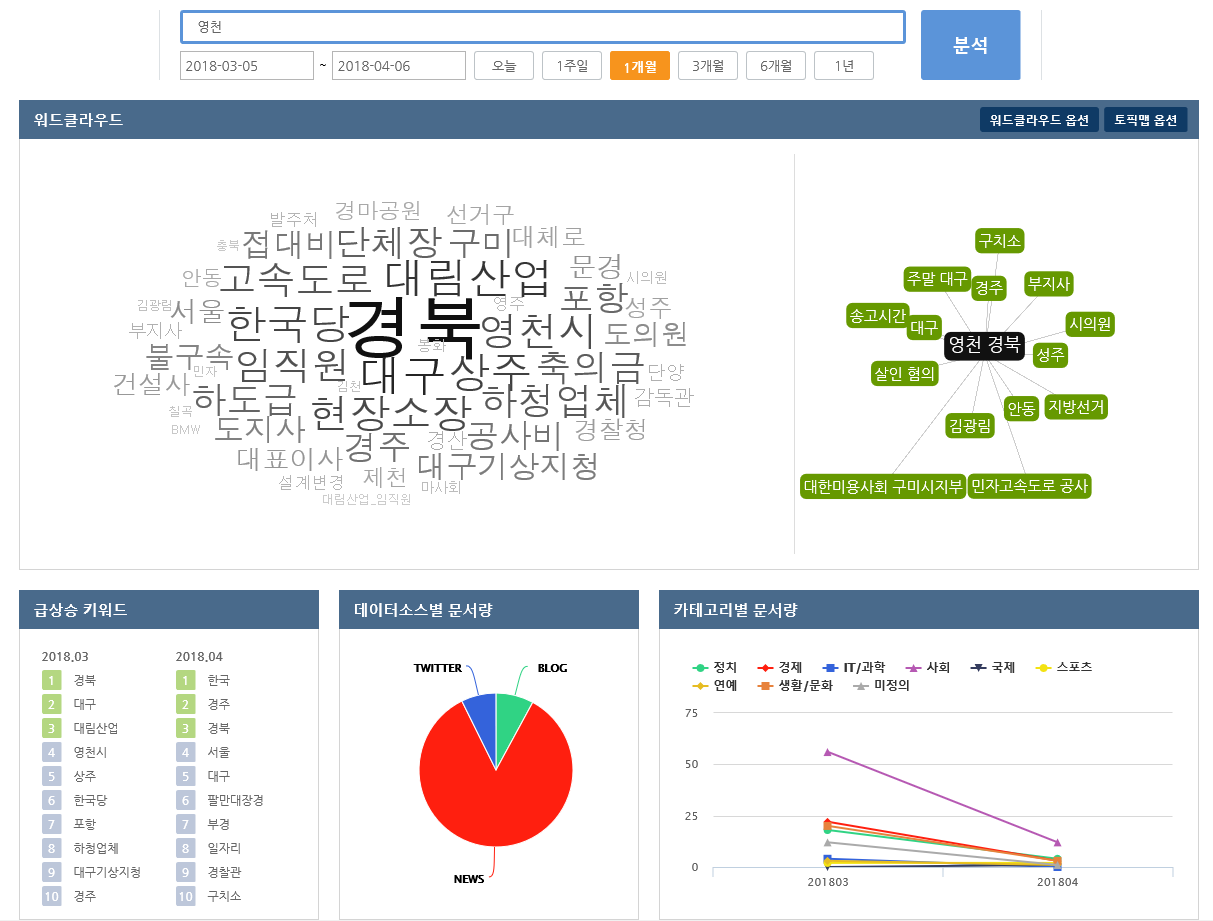 영천
분석
2018-03-05 ~ 2018-04-06 오늘 1주일 1개월 3개월 6개월 1년
워드클라우드 워드클라우드 옵션 토픽맵 옵션
발주처 경마공원 선거구
충북 접대비 단체장 구미 대체로
안동 고속도로 대림산업 문경 시의원
김광림 서울 한국당 경북 영주 포항 성주
부지사 영천시 도의원
불구속 임직원 봉화 대구 상주 축의금 단양
민자
건설사 하도급 김천 현장소장 하청업체 감독관
칠곡
BMW 도지사 경주 경산 공사비 경찰청
대표이사 제천 대구기상지청
설계변경 마사회
대림산업_임직원
구치소
주말 대구 경주 부지사
송고시간 대구 시의원
영천 경북 성주
살인 혐의
안동 지방선거
김광림
대한미용사회 구미시지부 민자고속도로 공사
급상승 키워드
2018.03 2018.04
1 경북 1 한국
2 대구 2 경주
3 대림산업 3 경북
4 영천시 4 서울
5 상주 5 대구
6 한국당 6 팔만대장경
7 포항 7 부경
8 하청업체 8 일자리
9 대구기상지청 9 경찰관
10 경주 10 구치소
데이터소스별 문서량
TWITTER BLOG
NEWS
카테고리별 문서량
정치 경제 IT/과학 사회 국제 스포츠
연예 생활/문화 미정의
75
50
25
0
201803 201804